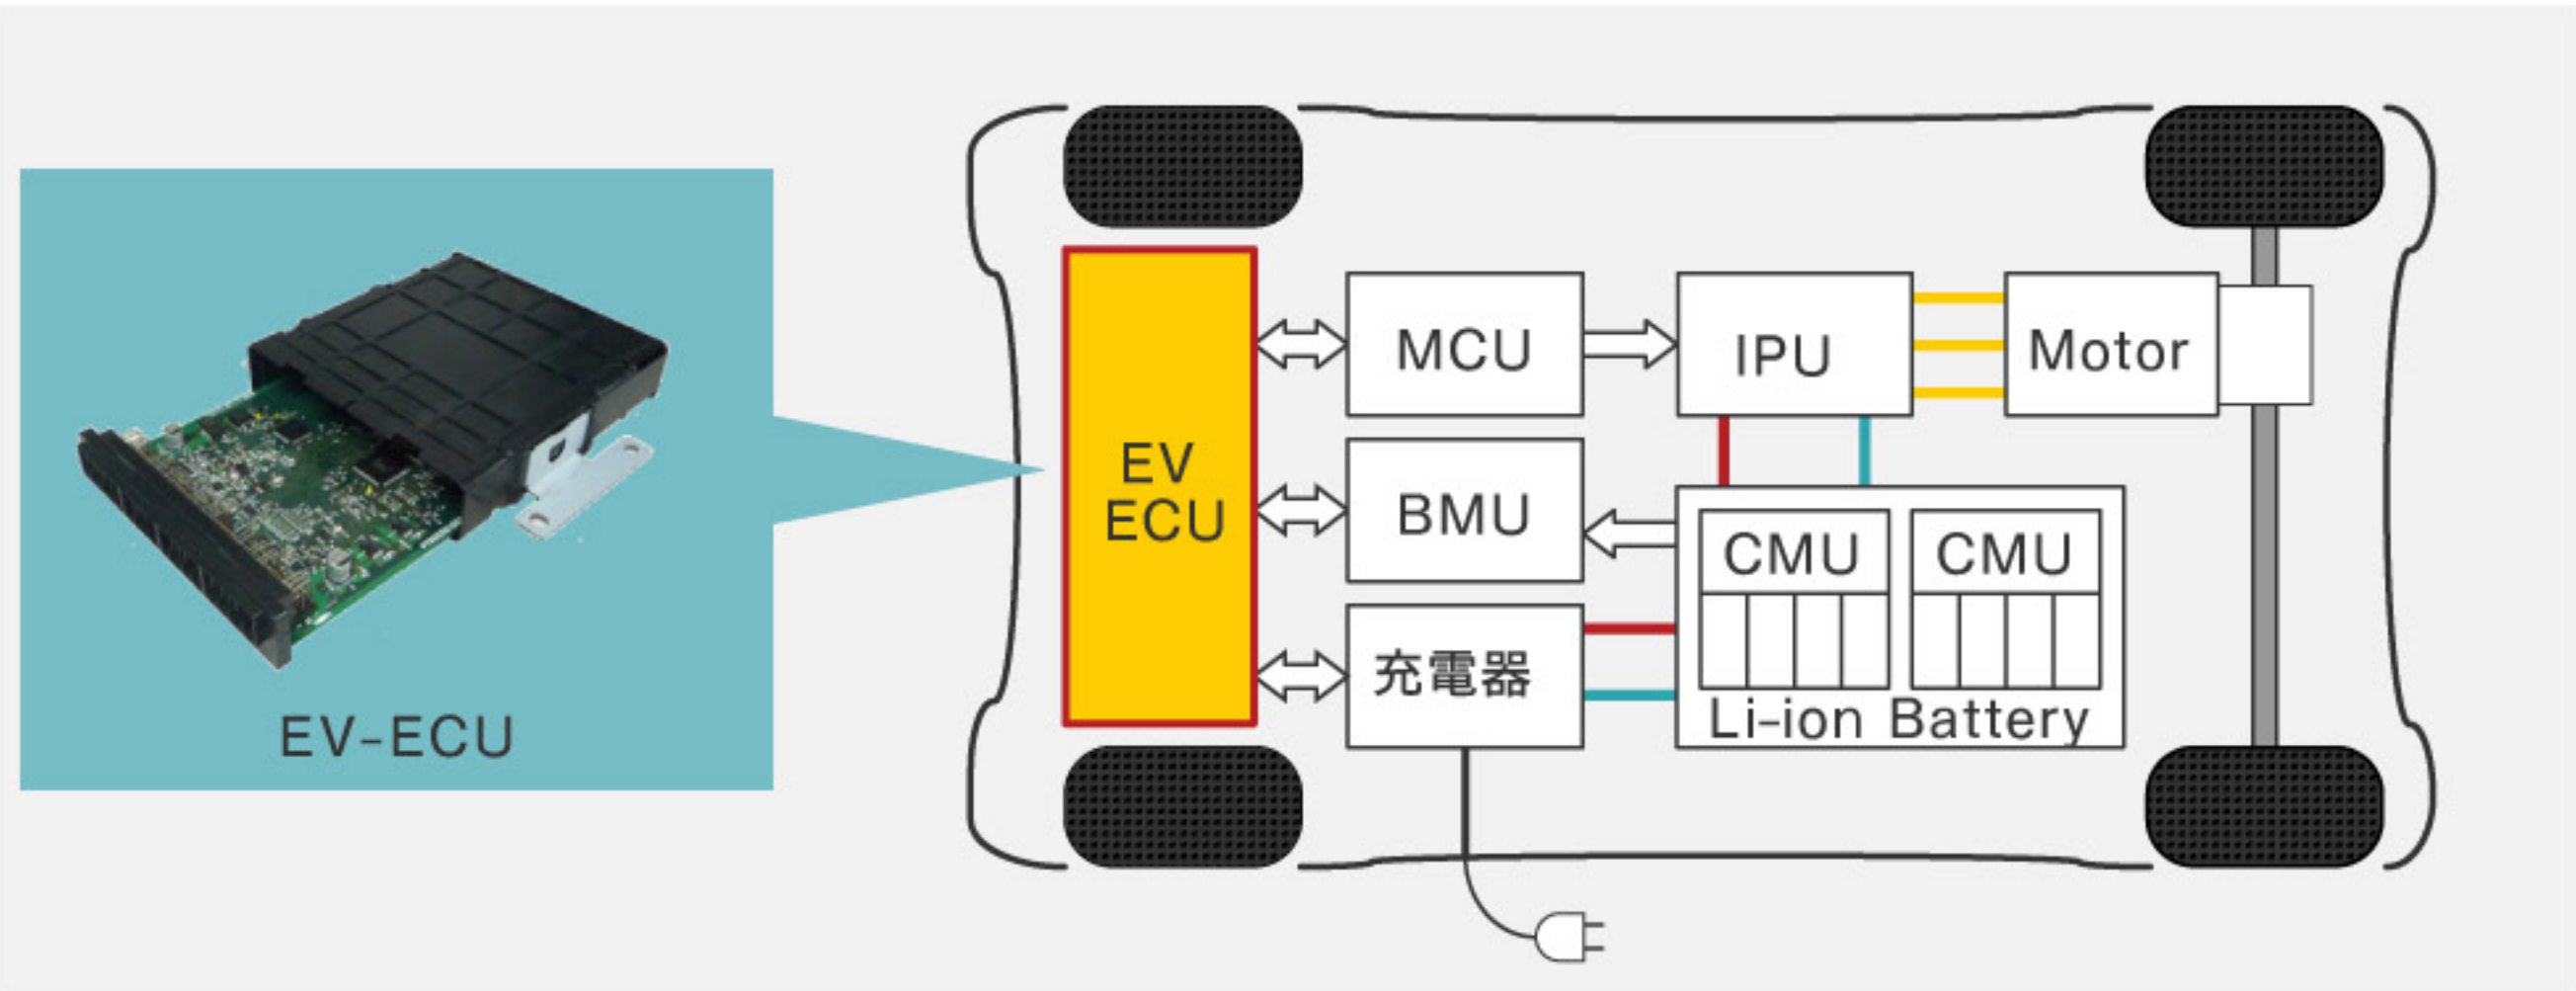 EV-ECU
EV
ECU
MCU
IPU
Motor
BMU
CMU
CMU
充電器
Li-ion Battery